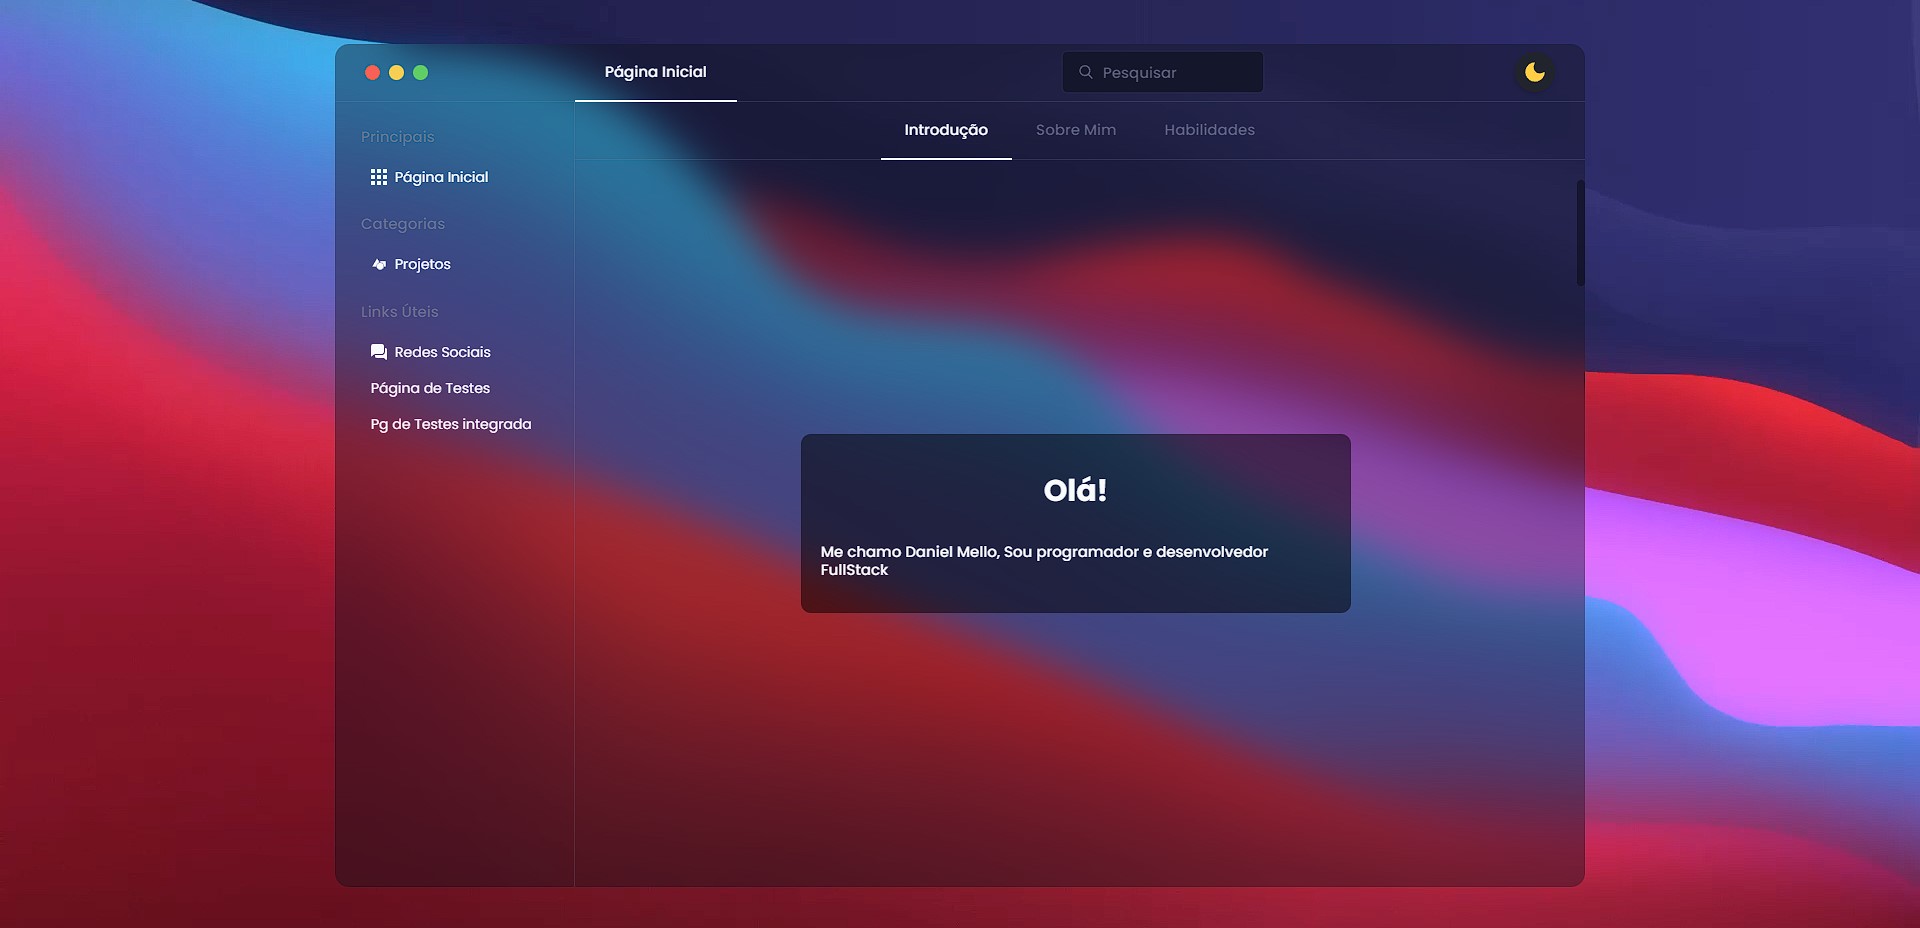 Página Inicial
Pesquisar
Introdução
Sobre Mim
Habilidades
Principais
Página Inicial
Categorias
Projetos
Links Úteis
Redes Sociais
Página de Testes
Pg de Testes integrada
Olá!
Me chamo Daniel Mello, Sou programador e desenvolvedor
FullStack